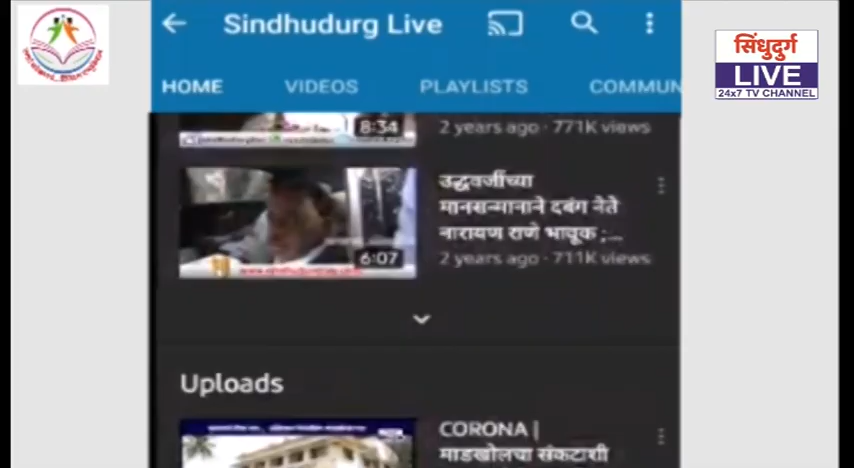 Sindhudurg Live
सिंधुदुर्ग
LIVE
24x7 TV CHANNEL
HOME VIDEOS PLAYLISTS COMMUN
8:34
2 years ago · 771K views
उद्धवजींच्या
मानसन्मानाने दबंग नेते
नारायण राणे भावूक ;...
6:07
2 years ago · 711K views
Uploads
CORONA |
माडखोलचा संकटाशी